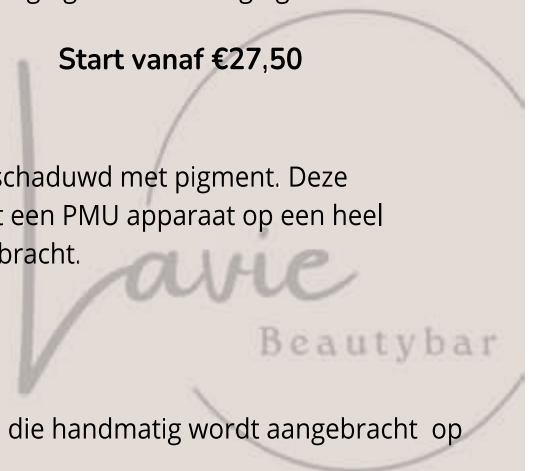 Start vanaf €27,50
schaduwd met pigment. Deze
t een PMU apparaat op een heel
bracht.
Lavie
Beautybar
die handmatig wordt aangebracht op